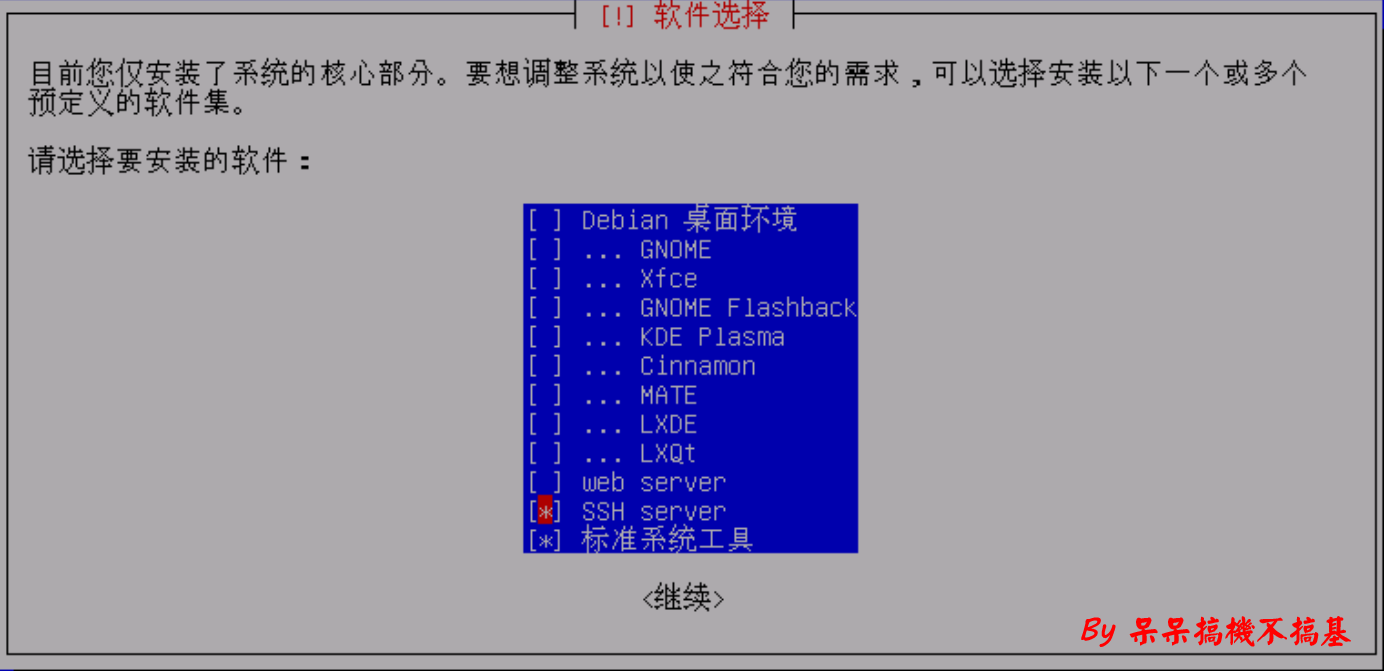 [!] 软件选择
目前您仅安装了系统的核心部分。要想调整系统以使之符合您的需求，可以选择安装以下一个或多个
预定义的软件集。
请选择要安装的软件：
[ ] Debian 桌面环境
[ ] ... GNOME
[ ] ... Xfce
[ ] ... GNOME Flashback
[ ] ... KDE Plasma
[ ] ... Cinnamon
[ ] ... MATE
[ ] ... LXDE
[ ] ... LXQt
[ ] web server
[*] SSH server
[*] 标准系统工具
<继续>
By 呆呆搞機不搞基